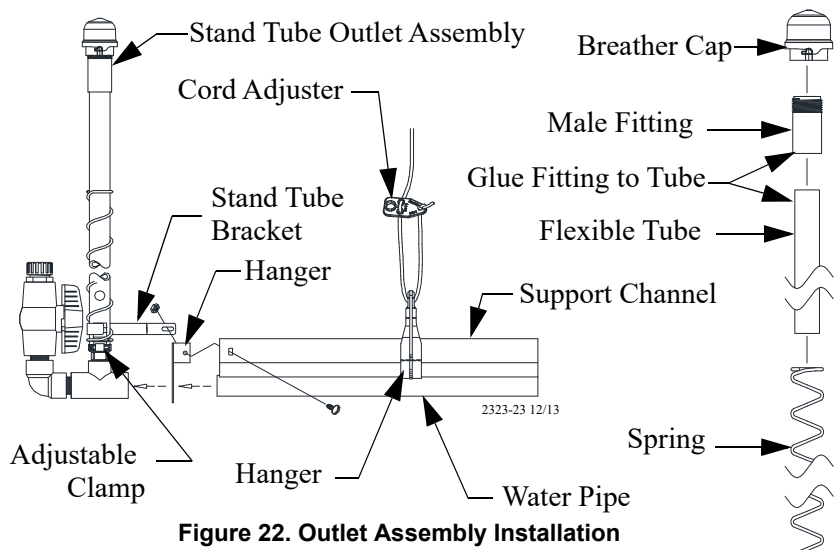 Stand Tube Outlet Assembly
Breather Cap
Cord Adjuster
Male Fitting
Glue Fitting to Tube
Stand Tube
Bracket
Flexible Tube
Hanger
Support Channel
2323-23 12/13
Spring
Adjustable
Clamp
Hanger
Water Pipe
Figure 22. Outlet Assembly Installation